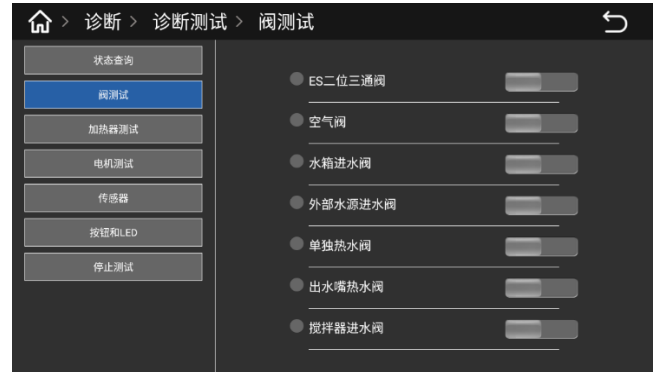 诊断 > 诊断测试 > 阀测试
状态查询
阀测试
加热器测试
电机测试
传感器
按钮和LED
停止测试
ES二位三通阀
空气阀
水箱进水阀
外部水源进水阀
单独热水阀
出水嘴热水阀
搅拌器进水阀